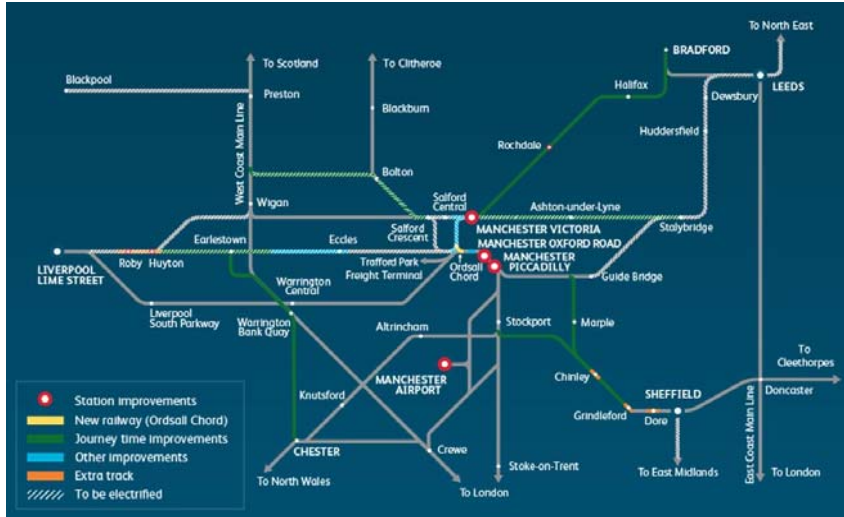 To North East
BRADFORD
To Scotland
To Clitheroe
LEEDS
Blackpool
Halifax
Dewsbury
Preston
Blackburn
Huddersfield
West Coast Main Line
Rochdale
Bolton
Wigan
Salford
Central
Salford
Crescent
Ashton-under-Lyne
MANCHESTER VICTORIA
Stalybridge
Earlestown
Eccles
MANCHESTER OXFORD ROAD
MANCHESTER
PICCADILLY
LIVERPOOL
LIME STREET
Roby
Huyton
Trafford Park
Freight Terminal
Ordsall
Chord
Guide Bridge
Warrington
Central
Liverpool
South Parkway
Warrington
Bank Quay
Altrincham
Stockport
Marple
To
Cleethorpes
MANCHESTER
AIRPORT
Chinley
SHEFFIELD
Doncaster
Knutsford
Grindleford
Dore
East Coast Main Line
CHESTER
Crewe
Stoke-on-Trent
To East Midlands
To London
To North Wales
To London
Station improvements
New railway (Ordsall Chord)
Journey time improvements
Other improvements
Extra track
To be electrified